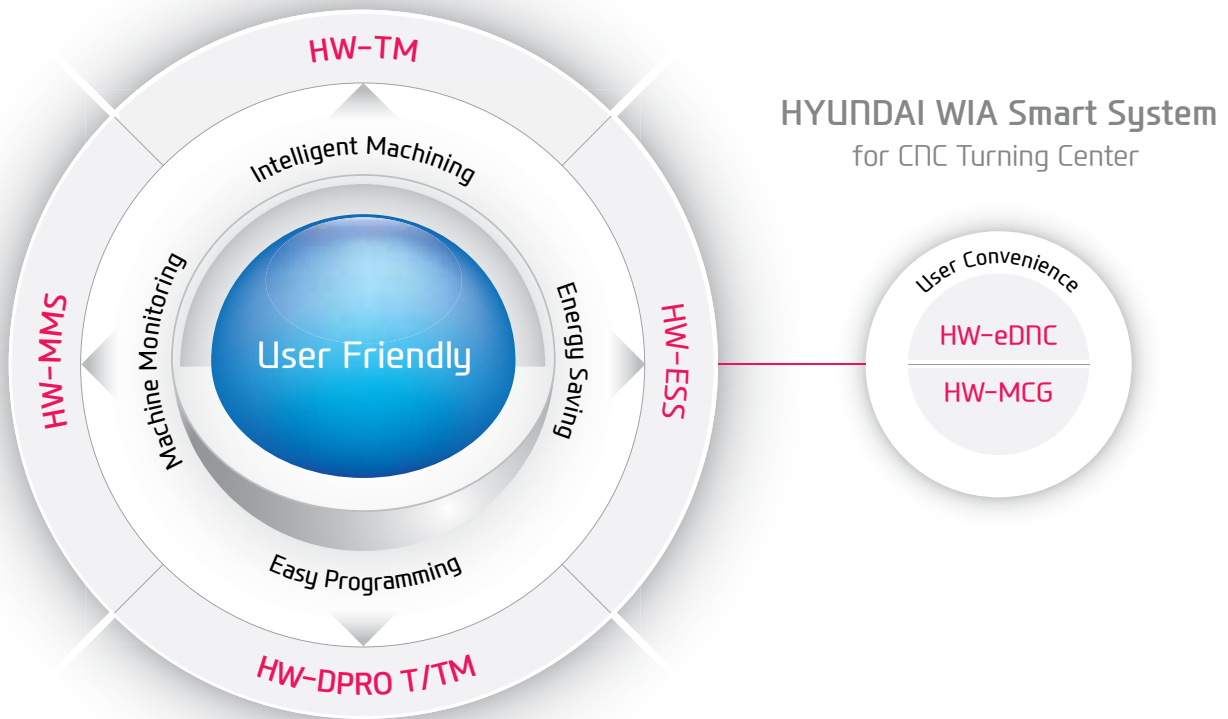 HW-TM
HYUNDAI WIA Smart System
for CNC Turning Center
Intelligent Machining
User Convenience
Machine Monitoring
Energy Saving
HW-MMS
User Friendly
HW-ESS
HW-eDNC
HW-MCG
Easy Programming
HW-DPRO T/TM